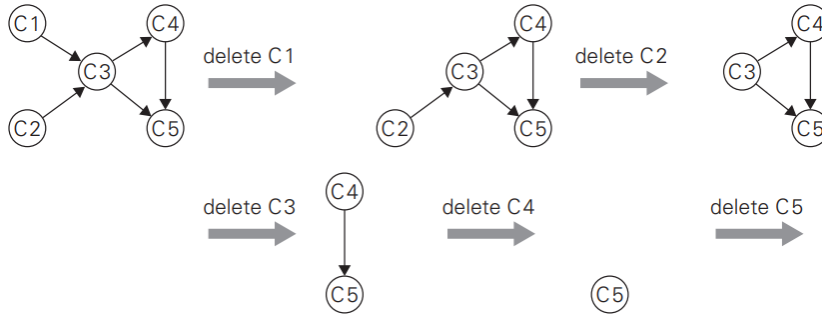 C1 C4 C4 C4
delete C1 delete C2
C3 C3 C3
C2 C5 C2 C5 C5
delete C3 C4 delete C4 delete C5
C5 C5